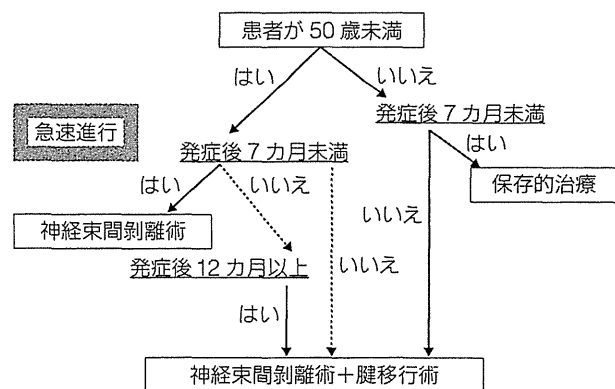 患者が 50 歳未満
はい
いいえ
急速進行
発症後 7 カ月未満
発症後 7 カ月未満
はい
保存的治療
はい
いいえ
神経束間剝離術
いいえ
発症後 12 カ月以上
いいえ
はい
神経束間剝離術＋腱移行術